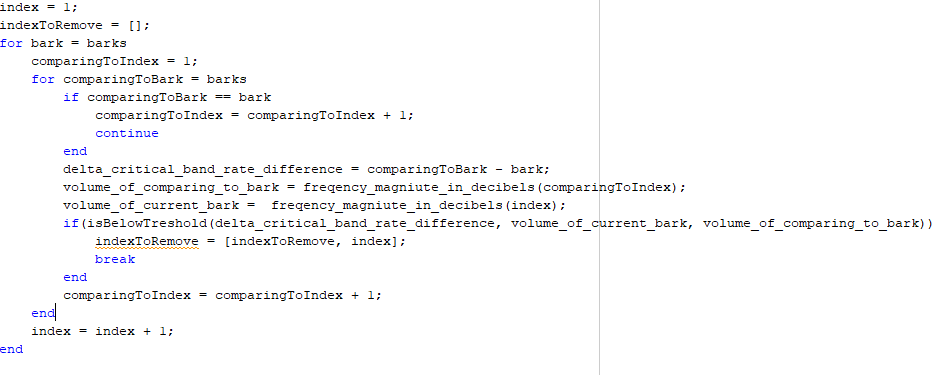 index = 1;
indexToRemove = [];
for bark = barks
    comparingToIndex = 1;
    for comparingToBark = barks
        if comparingToBark == bark
            comparingToIndex = comparingToIndex + 1;
            continue
        end
        delta_critical_band_rate_difference = comparingToBark - bark;
        volume_of_comparing_to_bark = freqency_magniute_in_decibels(comparingToIndex);
        volume_of_current_bark =  freqency_magniute_in_decibels(index);
        if(isBelowTreshold(delta_critical_band_rate_difference, volume_of_current_bark, volume_of_comparing_to_bark))
            indexToRemove = [indexToRemove, index];
            break
        end
        comparingToIndex = comparingToIndex + 1;
    end
    index = index + 1;
end